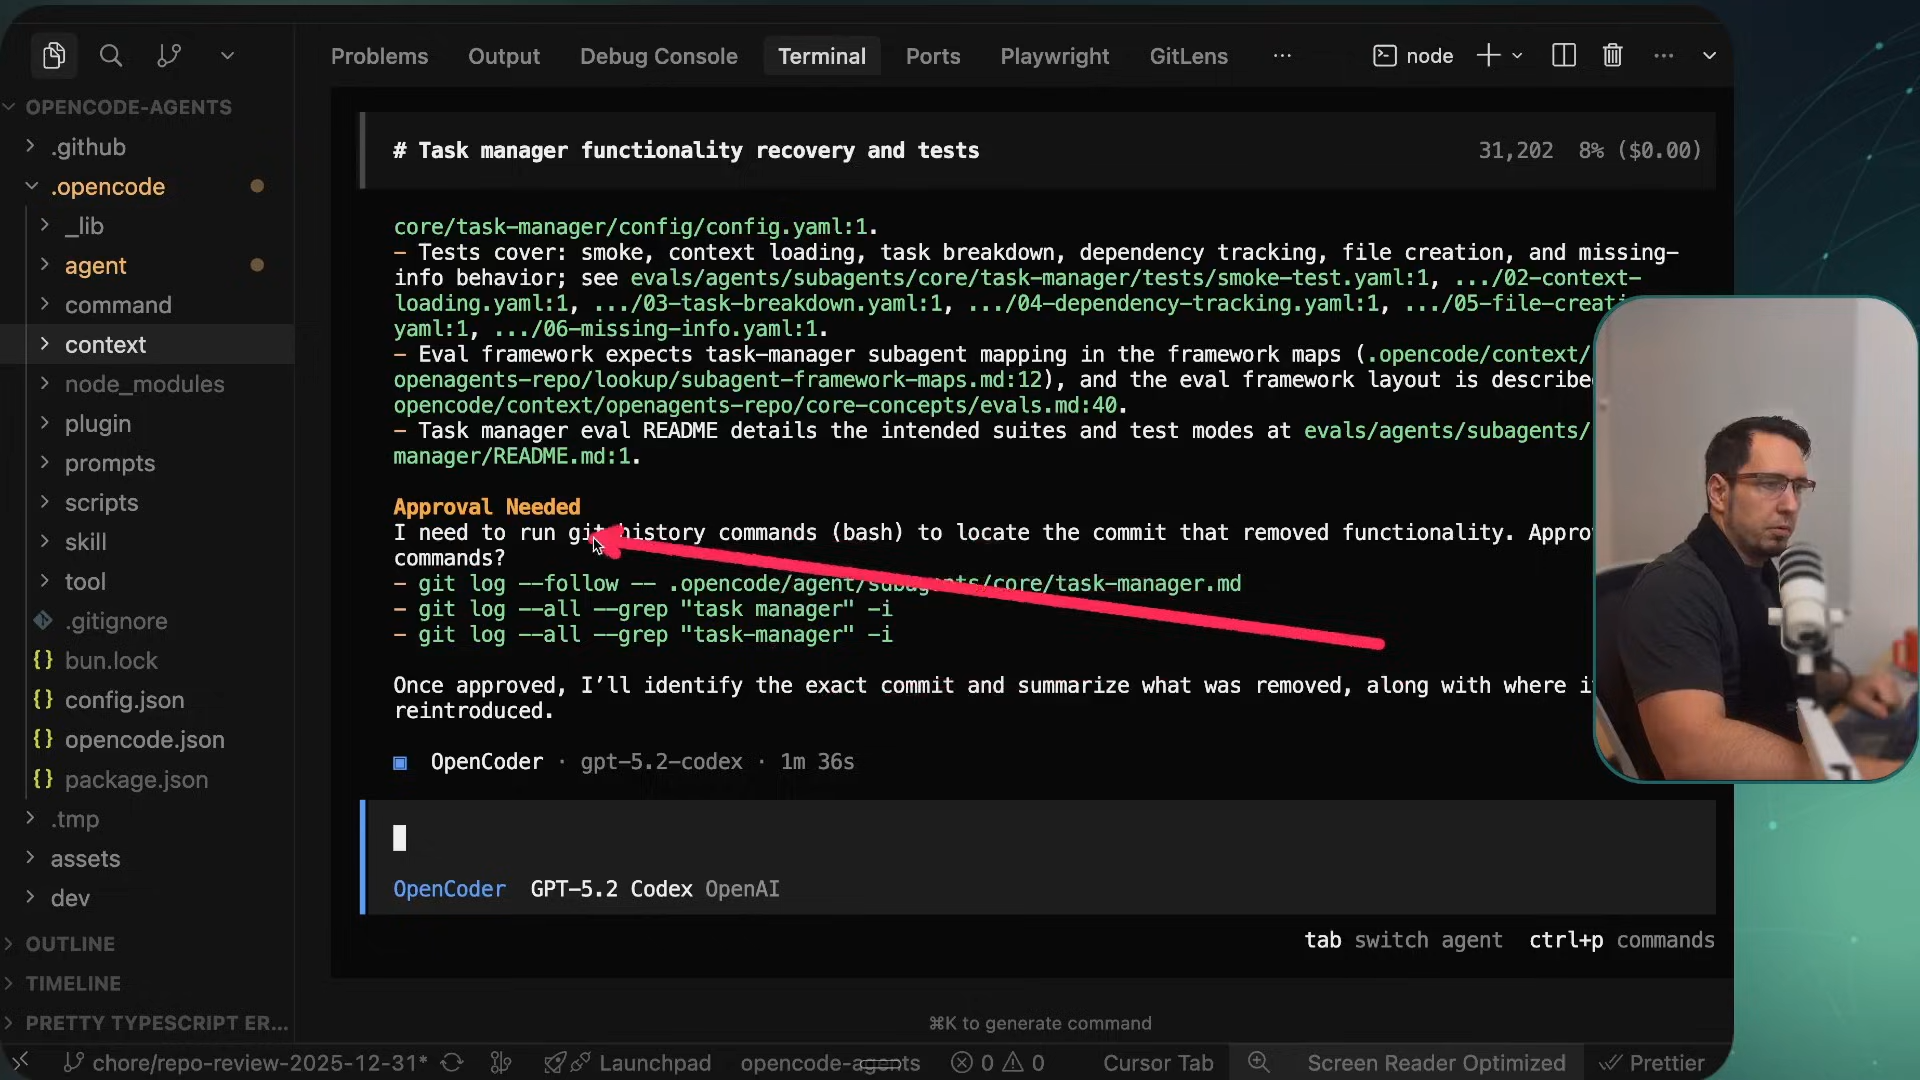 Problems Output Debug Console Terminal Ports Playwright GitLens ... node
OPENCODE-AGENTS
.github
.opencode
_lib
agent
command
context
node_modules
plugin
prompts
scripts
skill
tool
.gitignore
{} bun.lock
{} config.json
{} opencode.json
{} package.json
.tmp
assets
dev
OUTLINE
TIMELINE
PRETTY TYPESCRIPT ER...
# Task manager functionality recovery and tests 31,202 8% ($0.00)
core/task-manager/config/config.yaml:1.
- Tests cover: smoke, context loading, task breakdown, dependency tracking, file creation, and missing-
info behavior; see evals/agents/subagents/core/task-manager/tests/smoke-test.yaml:1, .../02-context-
loading.yaml:1, .../03-task-breakdown.yaml:1, .../04-dependency-tracking.yaml:1, .../05-file-creati
yaml:1, .../06-missing-info.yaml:1.
- Eval framework expects task-manager subagent mapping in the framework maps (.opencode/context/
openagents-repo/lookup/subagent-framework-maps.md:12), and the eval framework layout is describe
opencode/context/openagents-repo/core-concepts/evals.md:40.
- Task manager eval README details the intended suites and test modes at evals/agents/subagents/
manager/README.md:1.
Approval Needed
I need to run git history commands (bash) to locate the commit that removed functionality. Appro
commands?
- git log --follow -- .opencode/agent/subagents/core/task-manager.md
- git log --all --grep "task manager" -i
- git log --all --grep "task-manager" -i
Once approved, I'll identify the exact commit and summarize what was removed, along with where i
reintroduced.
OpenCoder · gpt-5.2-codex · 1m 36s
OpenCoder GPT-5.2 Codex OpenAI
tab switch agent ctrl+p commands
⌘K to generate command
chore/repo-review-2025-12-31* Launchpad opencode-agents 0 0 Cursor Tab Screen Reader Optimized Prettier